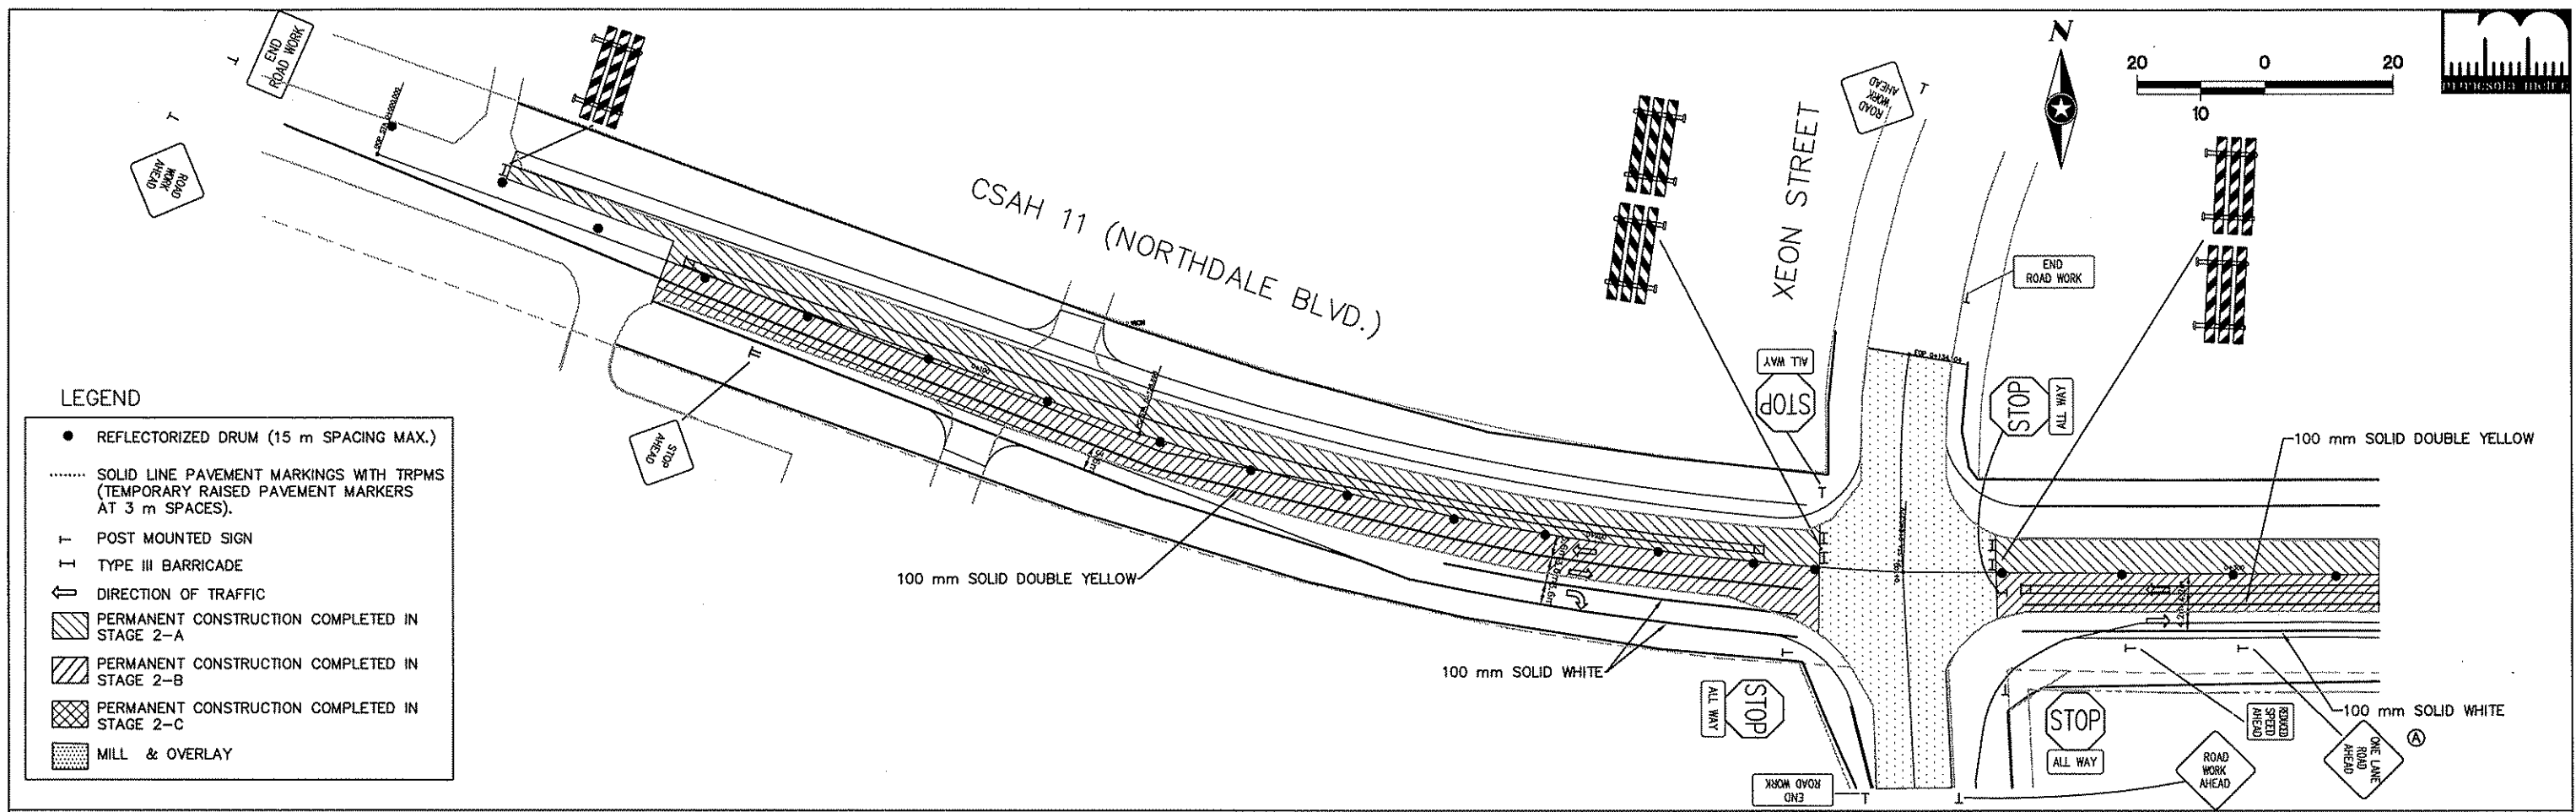 END
ROAD WORK
ROAD
WORK
AHEAD
CSAH 11 (NORTHDALE BLVD.)
XEON STREET
ROAD
WORK
AHEAD
N
20
0
20
10
minnesota metro
END
ROAD WORK
ALL WAY
STOP
STOP
ALL WAY
100 mm SOLID DOUBLE YELLOW
STOP
AHEAD
100 mm SOLID DOUBLE YELLOW
100 mm SOLID WHITE
ALL WAY
STOP
STOP
ALL WAY
REDUCED
SPEED
AHEAD
100 mm SOLID WHITE
ONE LANE
ROAD
AHEAD
A
ROAD
WORK
AHEAD
END
ROAD WORK
LEGEND
REFLECTORIZED DRUM (15 m SPACING MAX.)
SOLID LINE PAVEMENT MARKINGS WITH TRPMS
(TEMPORARY RAISED PAVEMENT MARKERS
AT 3 m SPACES).
POST MOUNTED SIGN
TYPE III BARRICADE
DIRECTION OF TRAFFIC
PERMANENT CONSTRUCTION COMPLETED IN
STAGE 2-A
PERMANENT CONSTRUCTION COMPLETED IN
STAGE 2-B
PERMANENT CONSTRUCTION COMPLETED IN
STAGE 2-C
MILL & OVERLAY